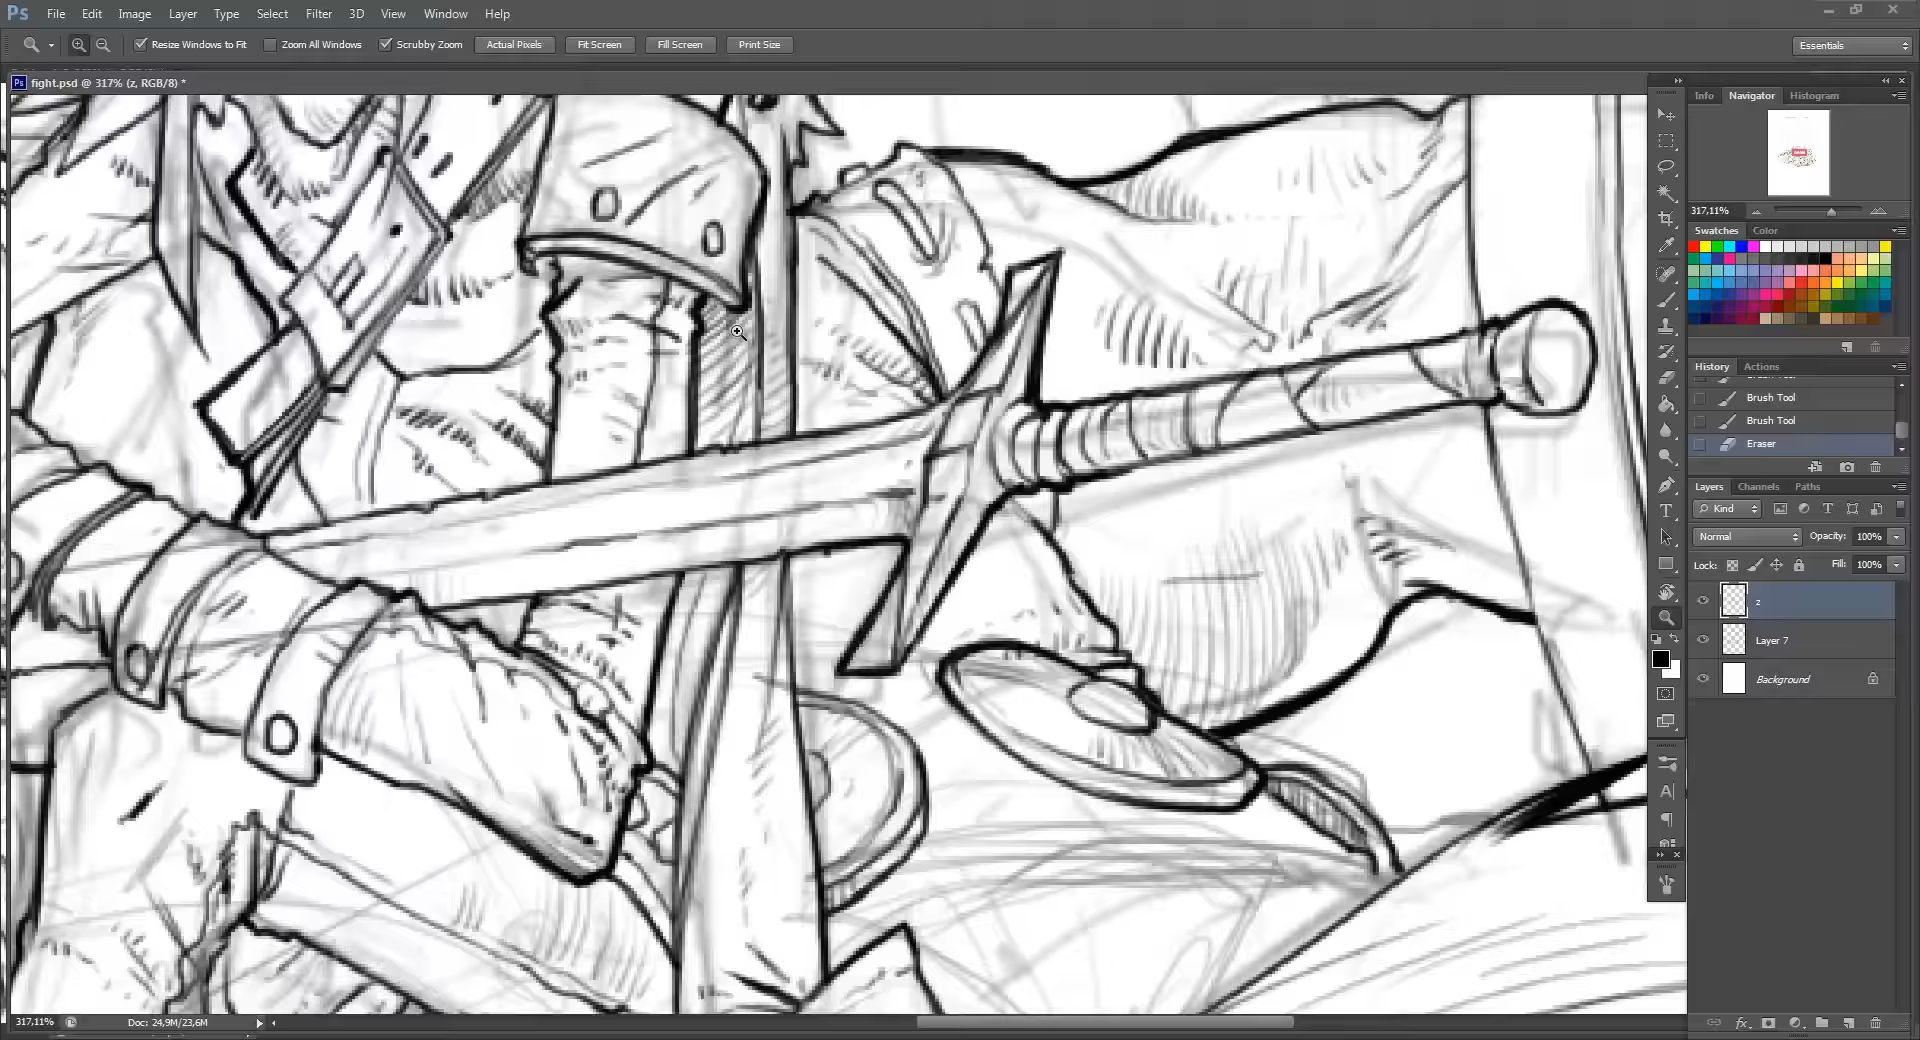 Ps File Edit Image Layer Type Select Filter 3D View Window Help
Resize Windows to Fit Zoom All Windows Scrubby Zoom Actual Pixels Fit Screen Fill Screen Print Size Essentials
Ps fight.psd @ 317% (z, RGB/8) *
Info Navigator Histogram
317,11%
Swatches Color
History Actions
Brush Tool
Brush Tool
Eraser
Layers Channels Paths
Kind
Normal Opacity: 100%
Lock: Fill: 100%
z
Layer 7
Background
317,11% Doc: 24,9M/23,6M